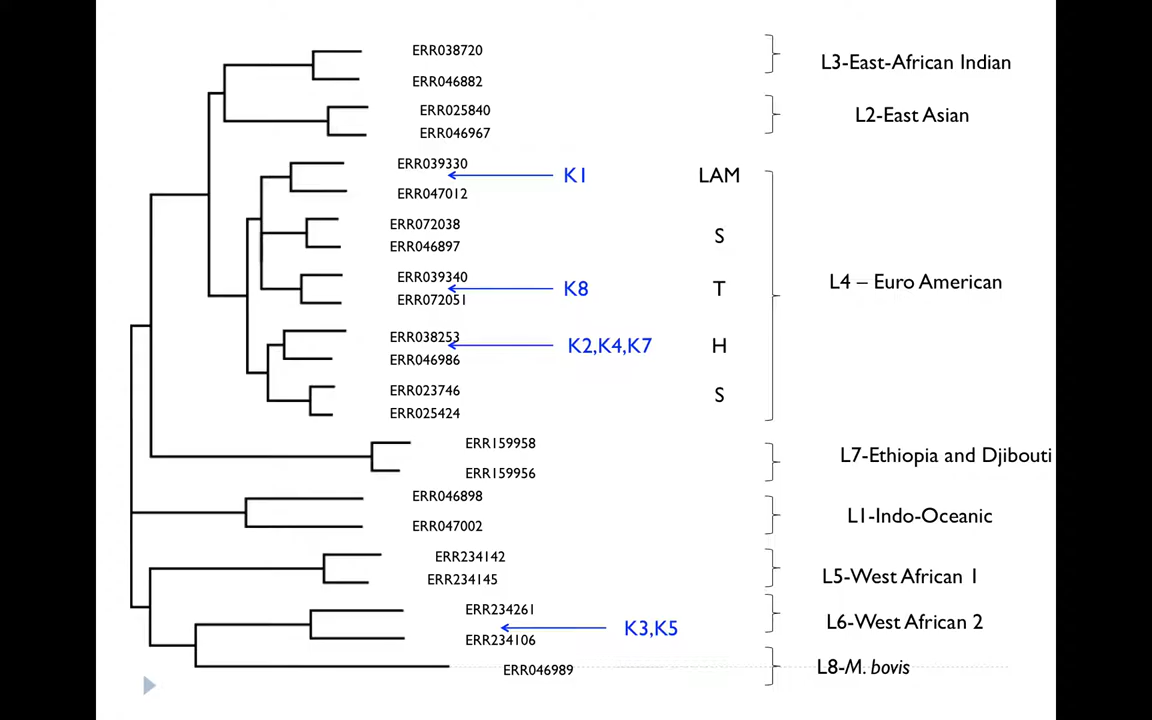 ERR038720
L3-East-African Indian
ERR046882
ERR025840
L2-East Asian
ERR046967
ERR039330
K1
LAM
ERR047012
ERR072038
S
ERR046897
ERR039340
L4 – Euro American
K8
T
ERR072051
ERR038253
K2,K4,K7
H
ERR046986
ERR023746
S
ERR025424
ERR159958
L7-Ethiopia and Djibouti
ERR159956
ERR046898
L1-Indo-Oceanic
ERR047002
ERR234142
L5-West African 1
ERR234145
ERR234261
L6-West African 2
K3,K5
ERR234106
ERR046989
L8-M. bovis